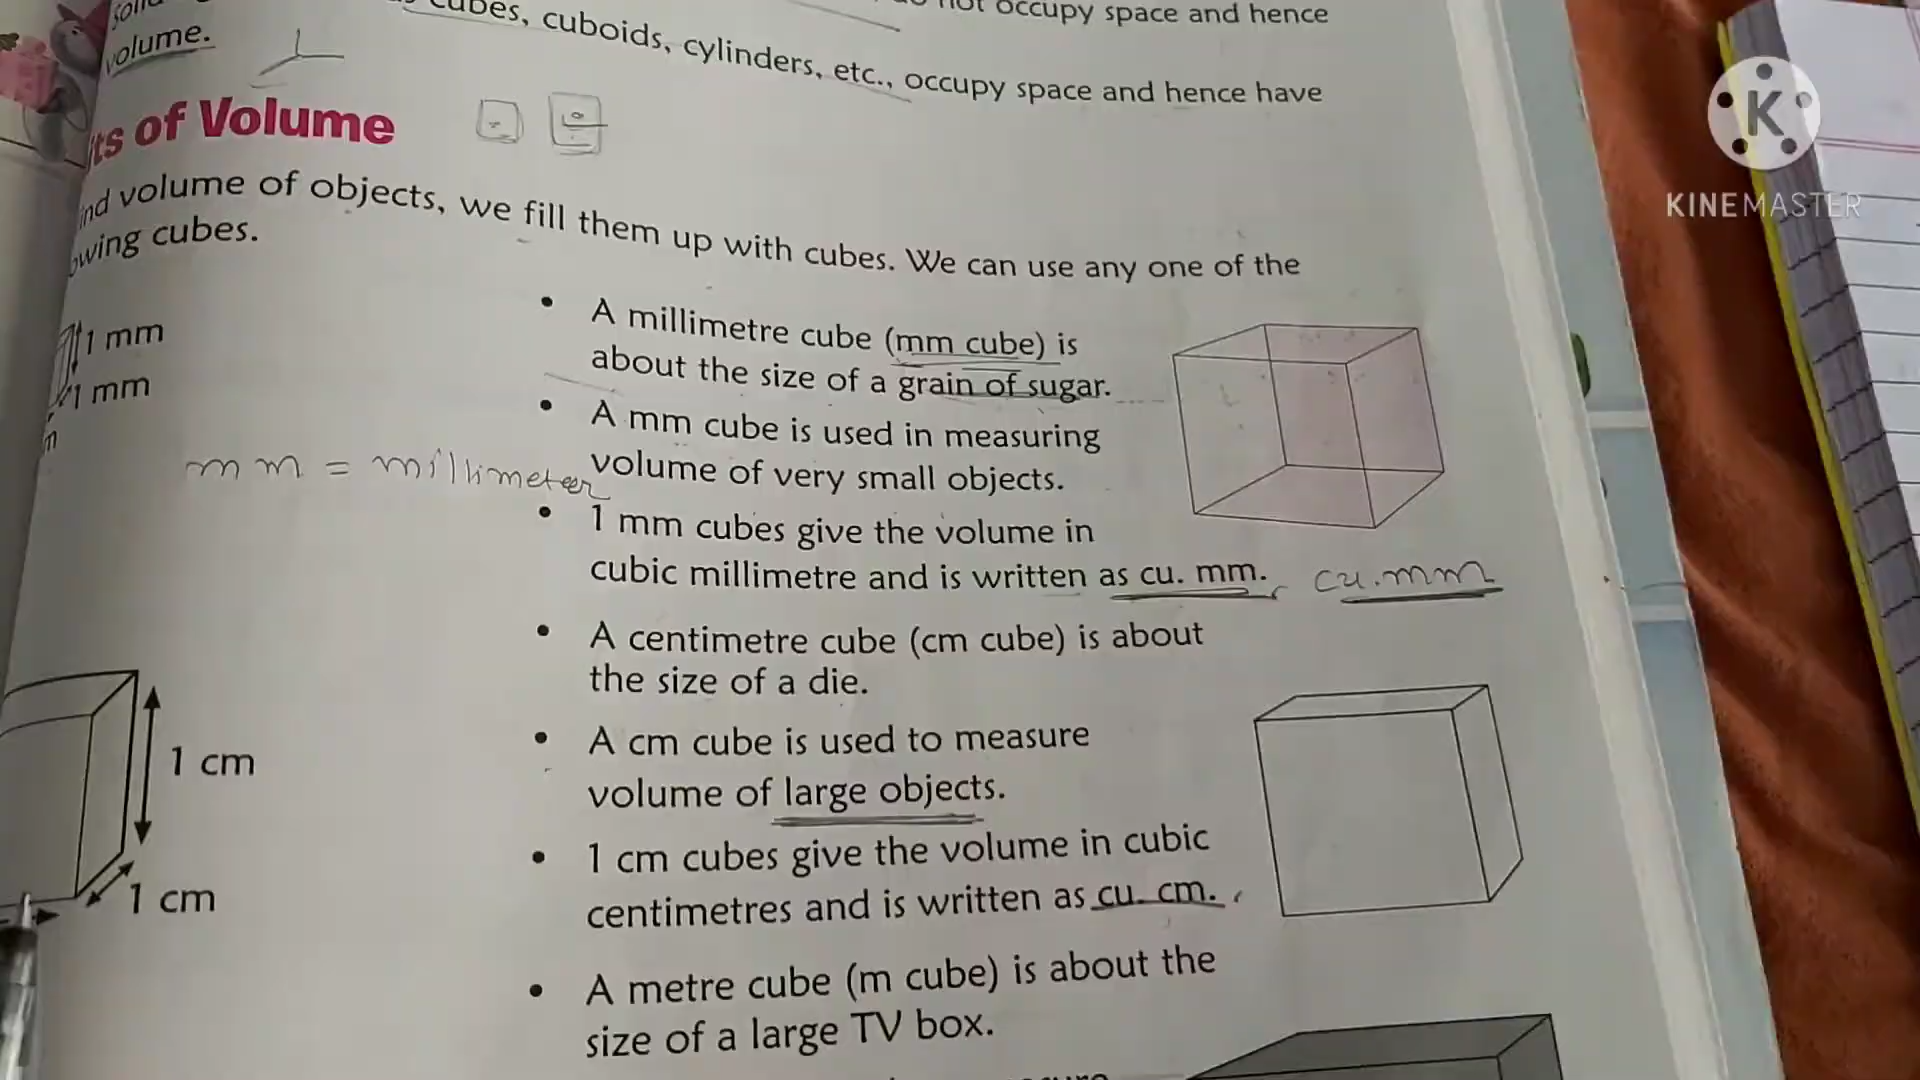 not occupy space and hence
cubes, cuboids, cylinders, etc., occupy space and hence have
volume.
of Volume
volume of objects, we fill them up with cubes. We can use any one of the
cubes.
1 mm
1 mm
• A millimetre cube (mm cube) is
about the size of a grain of sugar.
• A mm cube is used in measuring
volume of very small objects.
mm = millimeter
• 1 mm cubes give the volume in
cubic millimetre and is written as cu. mm.
cu.mm
• A centimetre cube (cm cube) is about
the size of a die.
• A cm cube is used to measure
volume of large objects.
1 cm
1 cm
• 1 cm cubes give the volume in cubic
centimetres and is written as cu. cm.
• A metre cube (m cube) is about the
size of a large TV box.
K
KINEMASTER